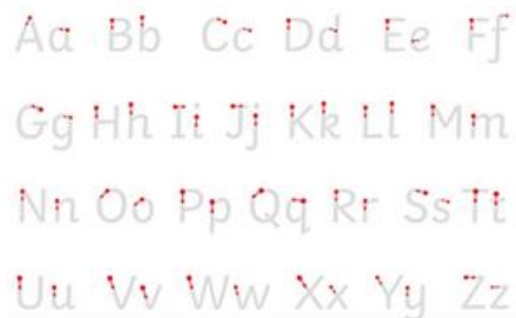 Aa Bb Cc Dd Ee Ff
Gg Hh Ii Jj Kk Ll Mm
Nn Oo Pp Qq Rr Ss Tt
Uu Vv Ww Xx Yy Zz